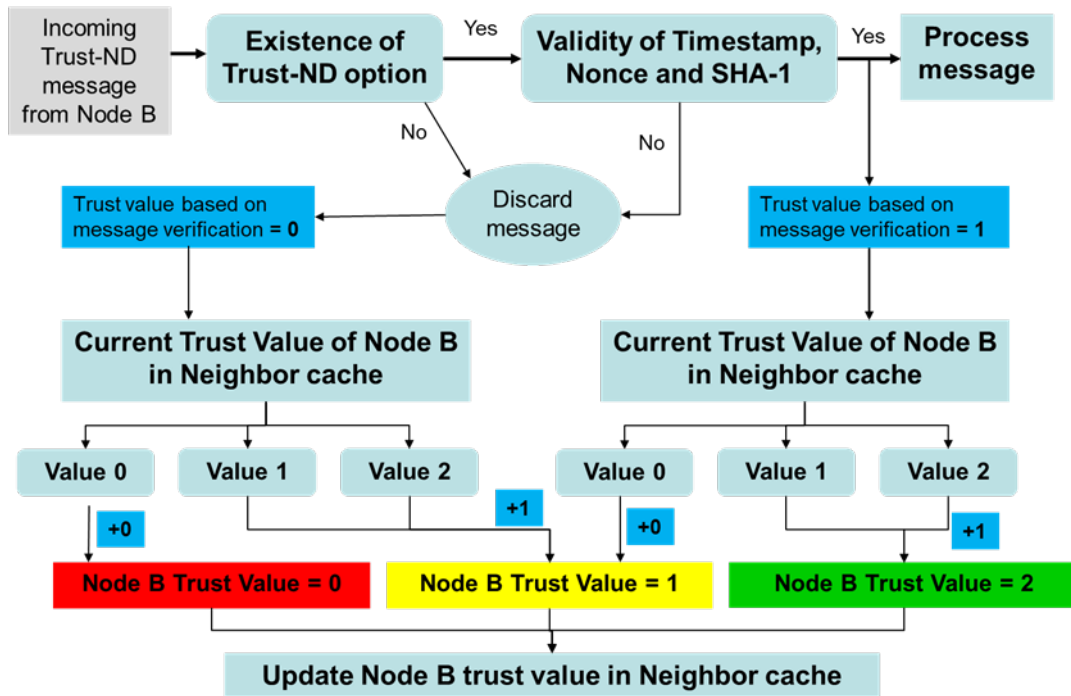 Incoming
Trust-ND
message
from Node B
Existence of
Trust-ND option
Yes
Validity of Timestamp,
Nonce and SHA-1
Yes
Process
message
No
No
Discard
message
Trust value based on
message verification = 0
Trust value based on
message verification = 1
Current Trust Value of Node B
in Neighbor cache
Current Trust Value of Node B
in Neighbor cache
Value 0
Value 1
Value 2
Value 0
Value 1
Value 2
+0
+1
+0
+1
Node B Trust Value = 0
Node B Trust Value = 1
Node B Trust Value = 2
Update Node B trust value in Neighbor cache